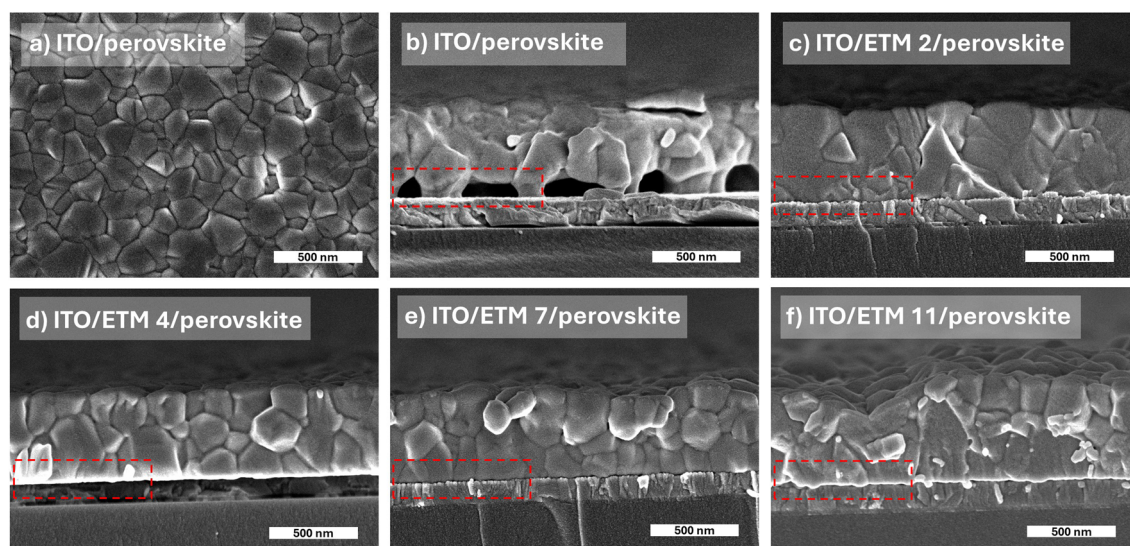 a) ITO/perovskite
500 nm
b) ITO/perovskite
500 nm
c) ITO/ETM 2/perovskite
500 nm
d) ITO/ETM 4/perovskite
500 nm
e) ITO/ETM 7/perovskite
500 nm
f) ITO/ETM 11/perovskite
500 nm